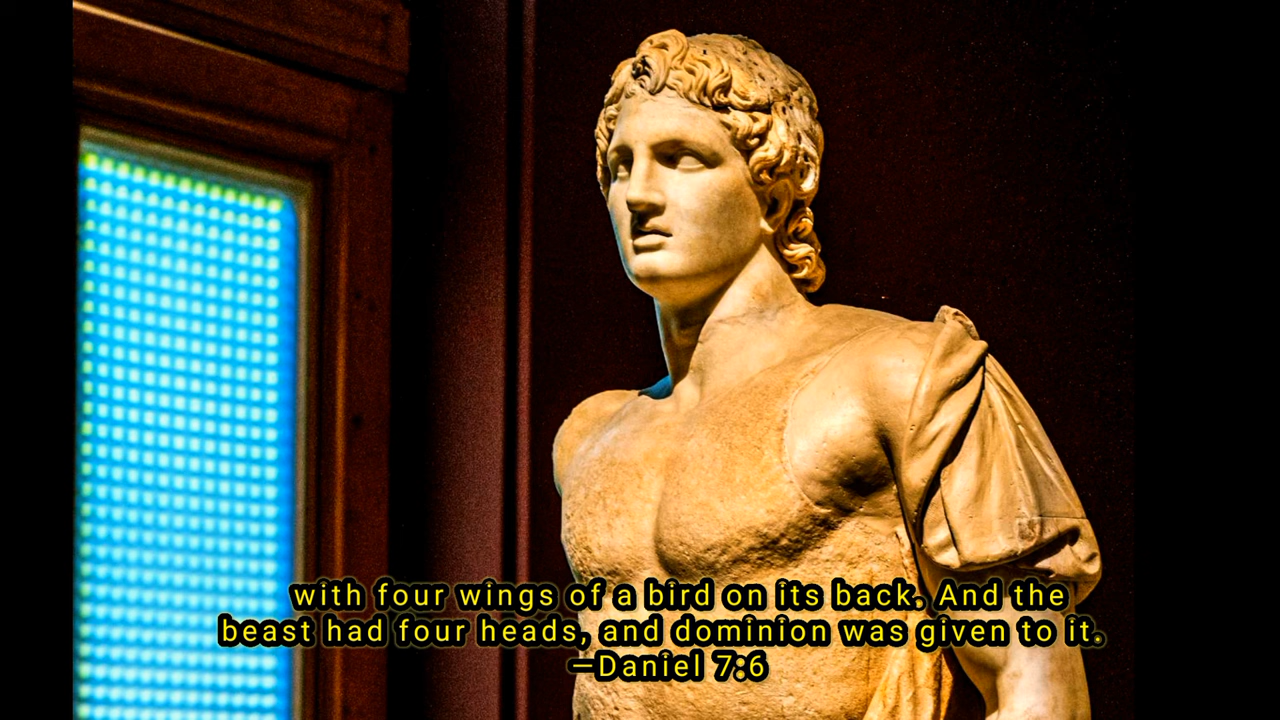 with four wings of a bird on its back. And the
beast had four heads, and dominion was given to it.
—Daniel 7:6